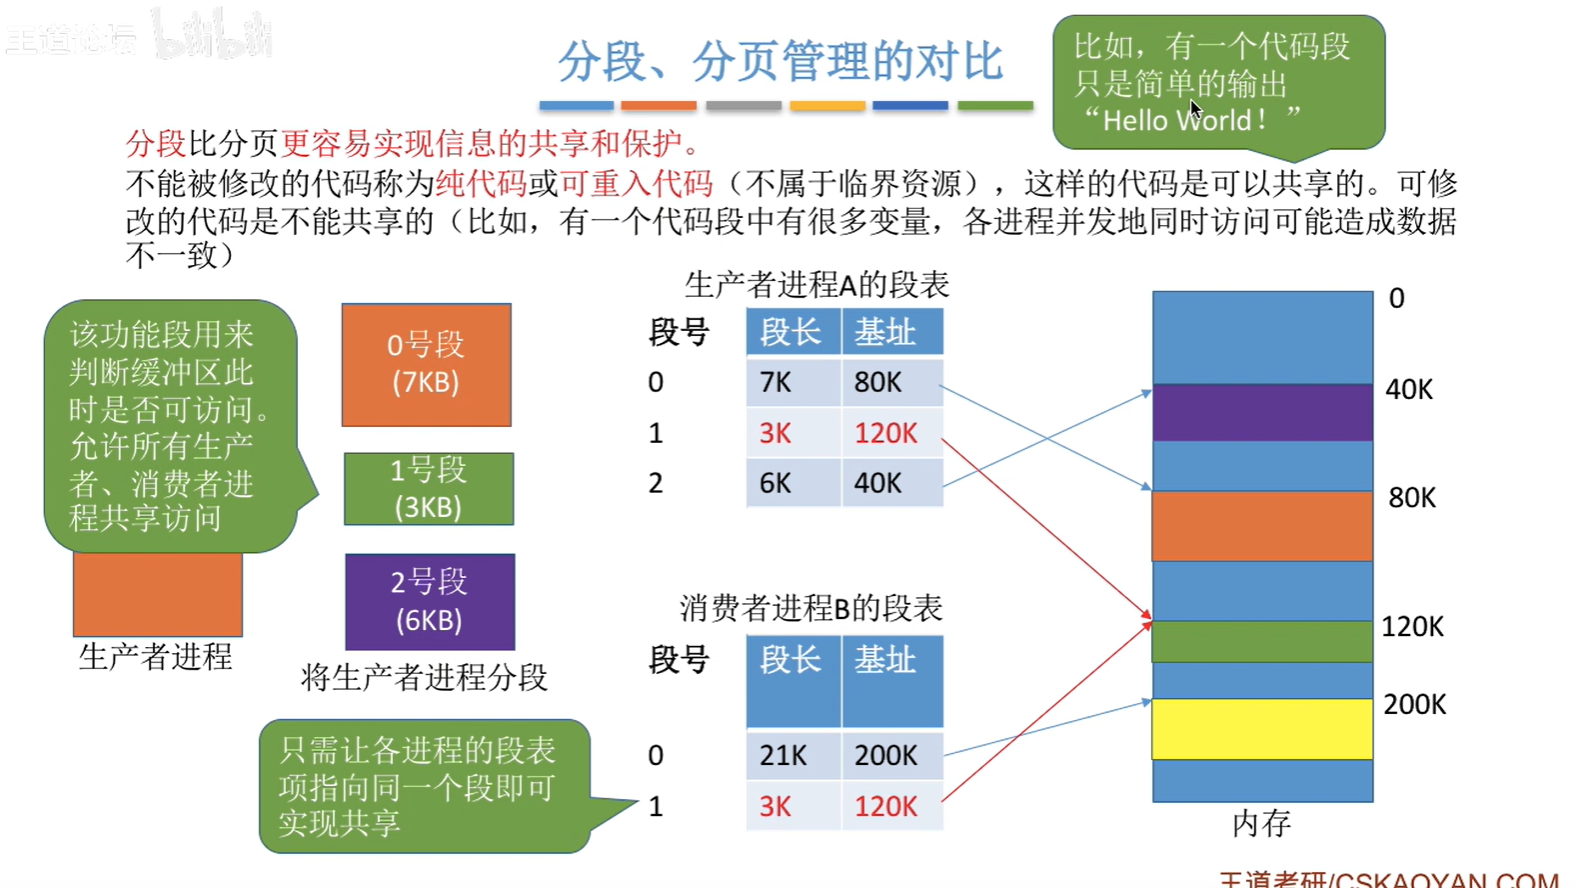 王道论坛 bilibili
分段、分页管理的对比
比如，有一个代码段
只是简单的输出
“Hello World！”
分段比分页更容易实现信息的共享和保护。
不能被修改的代码称为纯代码或可重入代码（不属于临界资源），这样的代码是可以共享的。可修
改的代码是不能共享的（比如，有一个代码段中有很多变量，各进程并发地同时访问可能造成数据
不一致）
该功能段用来
判断缓冲区此
时是否可访问。
允许所有生产
者、消费者进
程共享访问
生产者进程
0号段
(7KB)
1号段
(3KB)
2号段
(6KB)
将生产者进程分段
生产者进程A的段表
段号 段长 基址
0 7K 80K
1 3K 120K
2 6K 40K
消费者进程B的段表
段号 段长 基址
0 21K 200K
1 3K 120K
只需让各进程的段表
项指向同一个段即可
实现共享
0
40K
80K
120K
200K
内存
王道考研/CSKAOYAN.COM